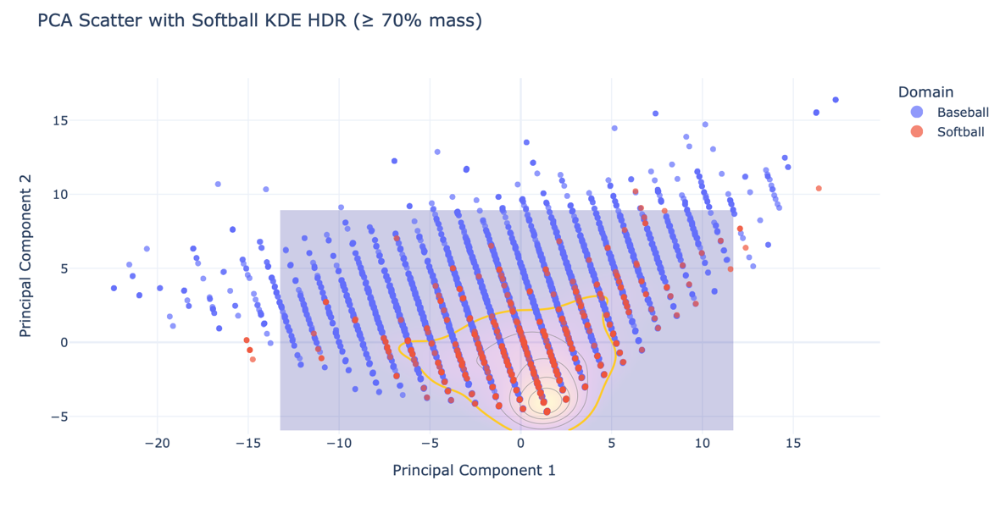 PCA Scatter with Softball KDE HDR (≥ 70% mass)
Domain
Baseball
Softball
Principal Component 2
15
10
5
0
−5
−20
−15
−10
−5
0
5
10
15
Principal Component 1